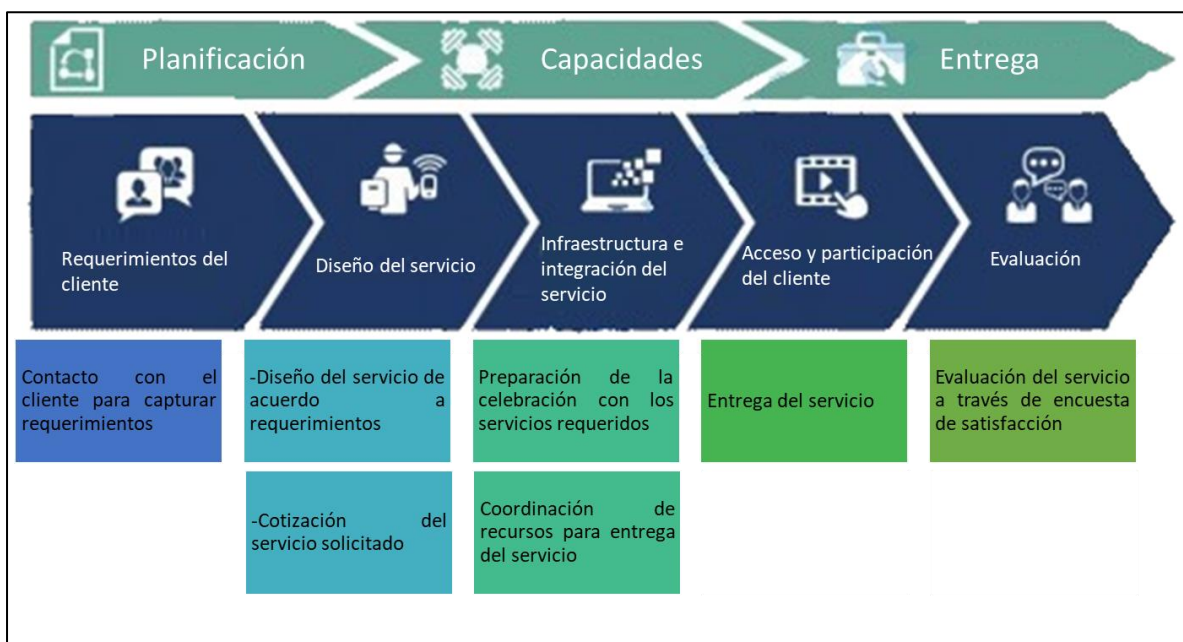 Planificación
Capacidades
Entrega
Requerimientos del
cliente
Diseño del servicio
Infraestructura e
integración del
servicio
Acceso y participación
del cliente
Evaluación
Contacto con el
cliente para capturar
requerimientos
-Diseño del servicio de
acuerdo a
requerimientos
Preparación de la
celebración con los
servicios requeridos
Entrega del servicio
Evaluación del servicio
a través de encuesta
de satisfacción
-Cotización del
servicio solicitado
Coordinación de
recursos para entrega
del servicio